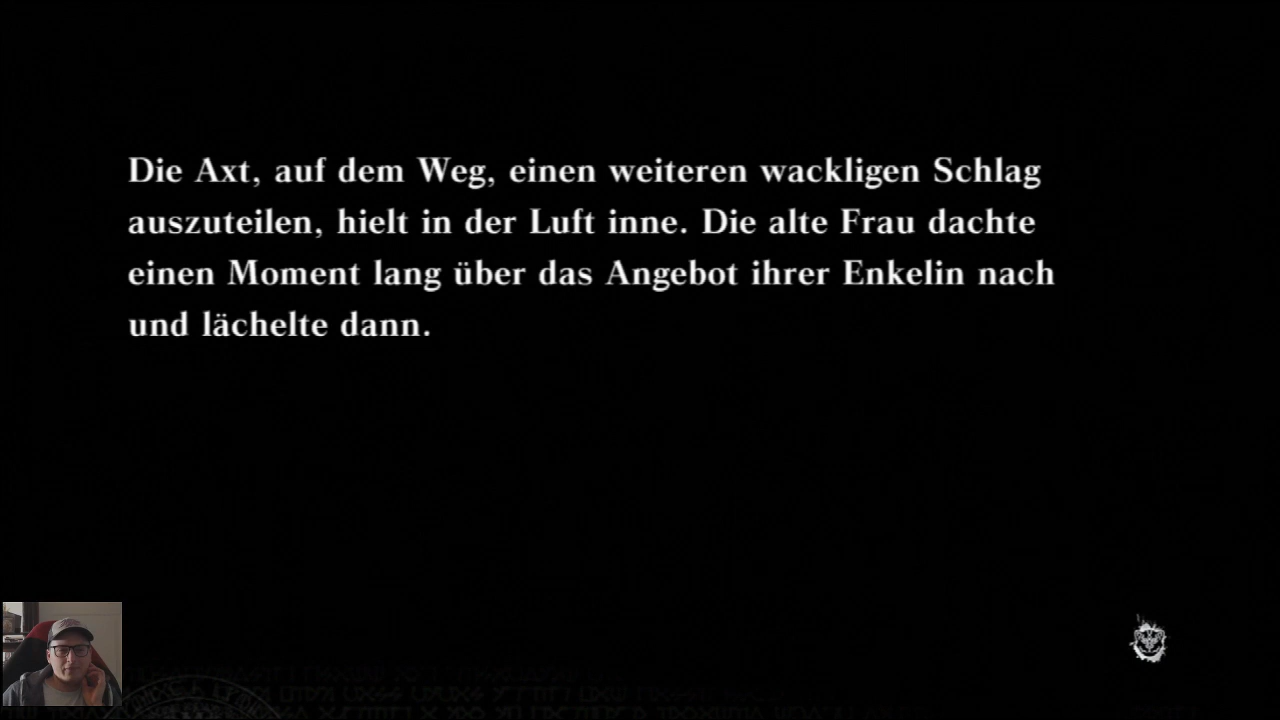 Die Axt, auf dem Weg, einen weiteren wackligen Schlag
auszuteilen, hielt in der Luft inne. Die alte Frau dachte
einen Moment lang über das Angebot ihrer Enkelin nach
und lächelte dann.